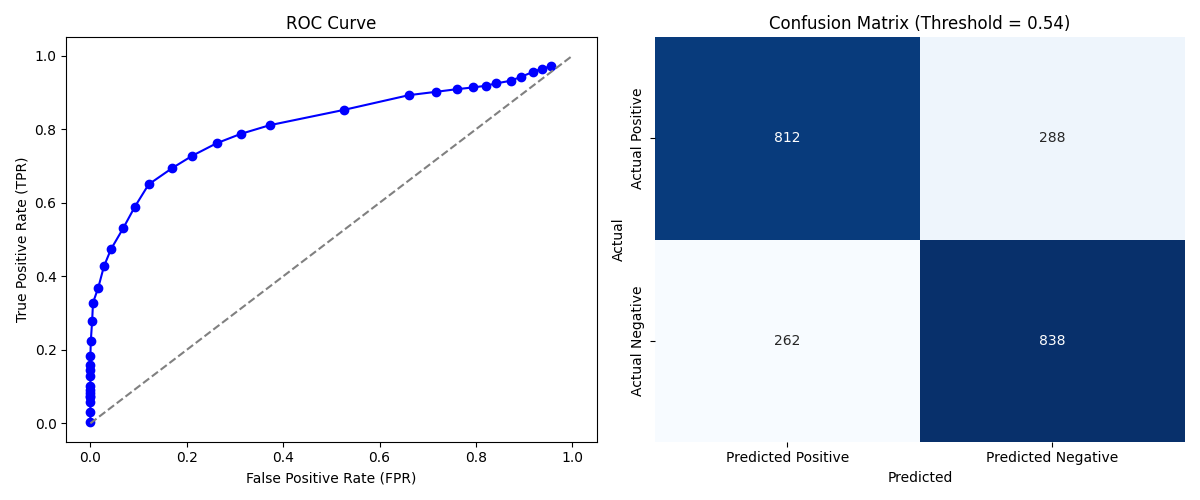 ROC Curve
1.0
0.8
0.6
0.4
0.2
0.0
True Positive Rate (TPR)
0.0 0.2 0.4 0.6 0.8 1.0
False Positive Rate (FPR)
Confusion Matrix (Threshold = 0.54)
Actual
Actual Positive
812 288
Actual Negative
262 838
Predicted Positive Predicted Negative
Predicted